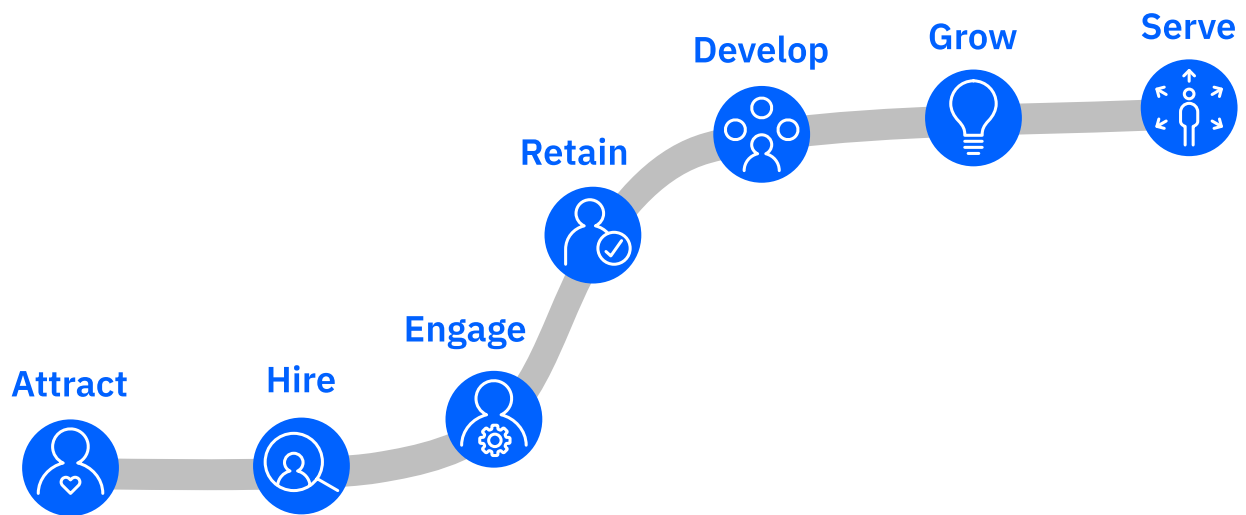 Attract
Hire
Engage
Retain
Develop
Grow
Serve